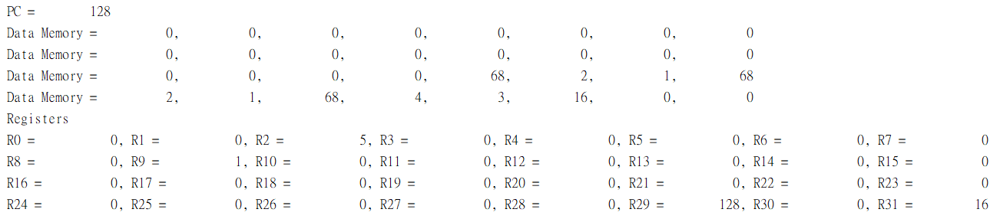 PC = 128
Data Memory = 0, 0, 0, 0, 0, 0, 0, 0
Data Memory = 0, 0, 0, 0, 0, 0, 0, 0
Data Memory = 0, 0, 0, 0, 68, 2, 1, 68
Data Memory = 2, 1, 68, 4, 3, 16, 0, 0
Registers
R0 = 0, R1 = 0, R2 = 5, R3 = 0, R4 = 0, R5 = 0, R6 = 0, R7 = 0
R8 = 0, R9 = 1, R10 = 0, R11 = 0, R12 = 0, R13 = 0, R14 = 0, R15 = 0
R16 = 0, R17 = 0, R18 = 0, R19 = 0, R20 = 0, R21 = 0, R22 = 0, R23 = 0
R24 = 0, R25 = 0, R26 = 0, R27 = 0, R28 = 0, R29 = 128, R30 = 0, R31 = 16